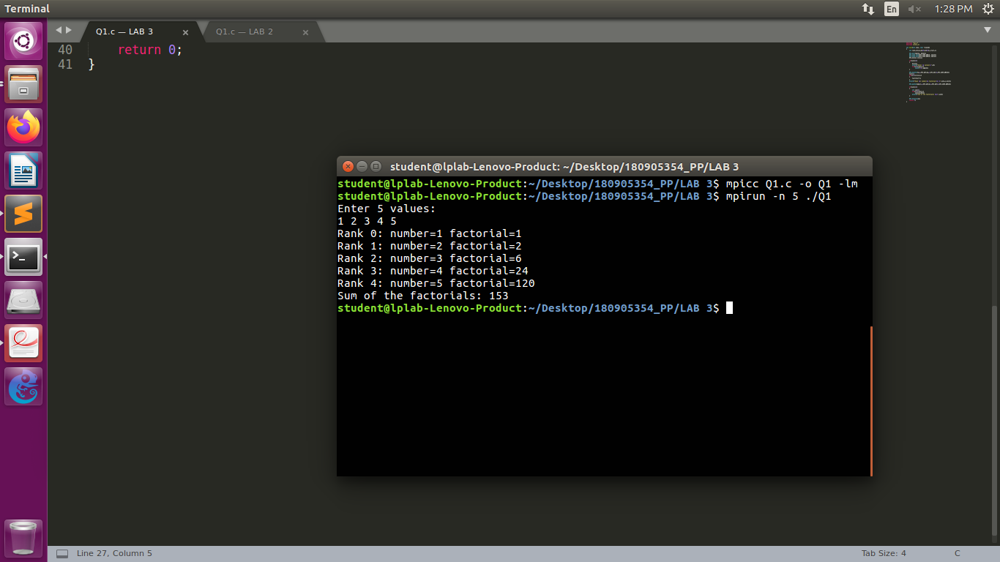 Terminal
En
1:28 PM
Q1.c — LAB 3
Q1.c — LAB 2
40 return 0;
41 }
student@lplab-Lenovo-Product: ~/Desktop/180905354_PP/LAB 3
student@lplab-Lenovo-Product:~/Desktop/180905354_PP/LAB 3$ mpicc Q1.c -o Q1 -lm
student@lplab-Lenovo-Product:~/Desktop/180905354_PP/LAB 3$ mpirun -n 5 ./Q1
Enter 5 values:
1 2 3 4 5
Rank 0: number=1 factorial=1
Rank 1: number=2 factorial=2
Rank 2: number=3 factorial=6
Rank 3: number=4 factorial=24
Rank 4: number=5 factorial=120
Sum of the factorials: 153
student@lplab-Lenovo-Product:~/Desktop/180905354_PP/LAB 3$
Line 27, Column 5
Tab Size: 4
C